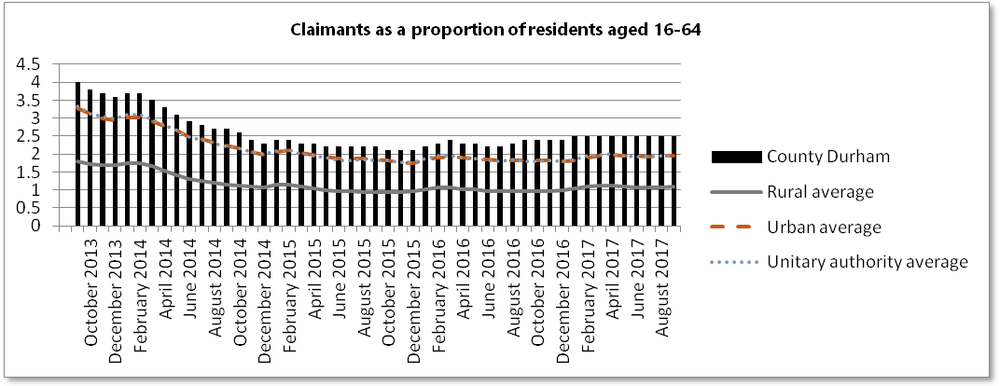 Claimants as a proportion of residents aged 16-64
4.5
4
3.5
3
2.5
2
1.5
1
0.5
0
October 2013
December 2013
February 2014
April 2014
June 2014
August 2014
October 2014
December 2014
February 2015
April 2015
June 2015
August 2015
October 2015
December 2015
February 2016
April 2016
June 2016
August 2016
October 2016
December 2016
February 2017
April 2017
June 2017
August 2017
County Durham
Rural average
Urban average
Unitary authority average